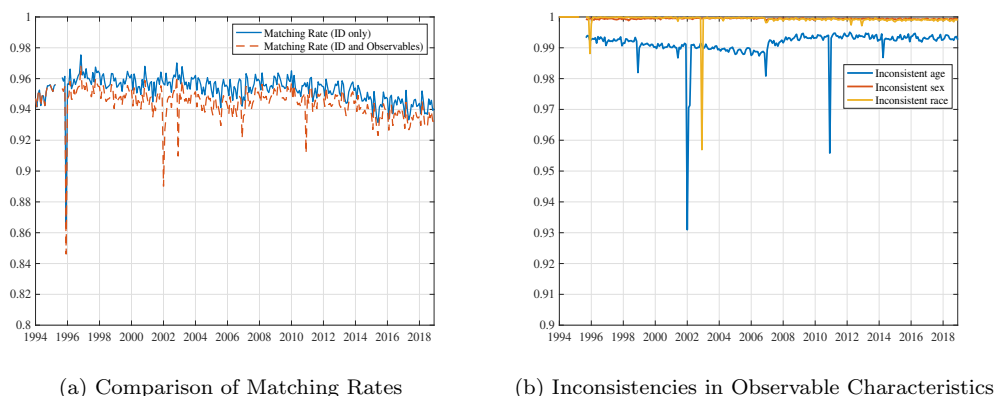 1
0.98
0.96
0.94
0.92
0.9
0.88
0.86
0.84
0.82
0.8
1994 1996 1998 2000 2002 2004 2006 2008 2010 2012 2014 2016 2018
Matching Rate (ID only)
Matching Rate (ID and Observables)
(a) Comparison of Matching Rates
1
0.99
0.98
0.97
0.96
0.95
0.94
0.93
0.92
0.91
0.9
1994 1996 1998 2000 2002 2004 2006 2008 2010 2012 2014 2016 2018
Inconsistent age
Inconsistent sex
Inconsistent race
(b) Inconsistencies in Observable Characteristics